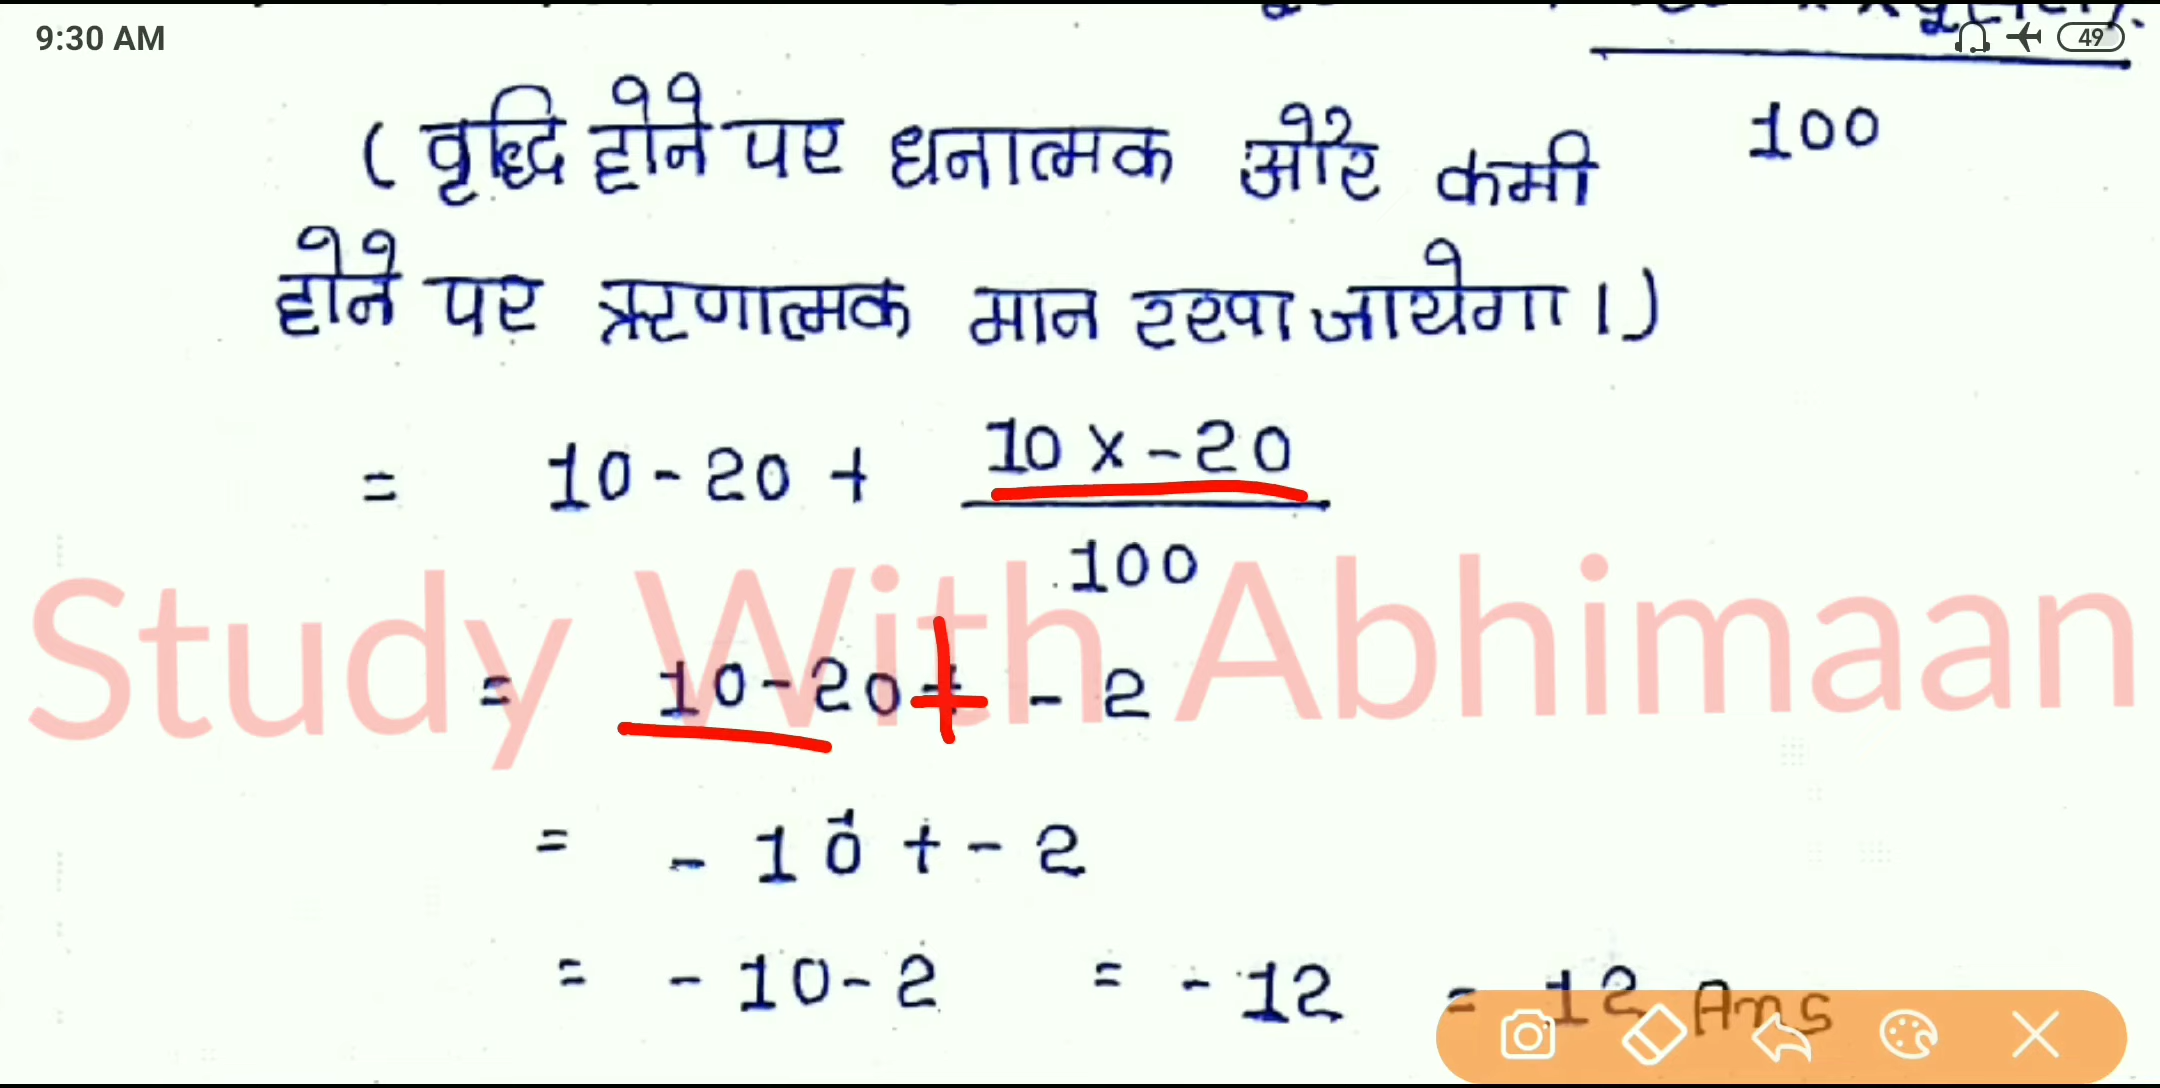 9:30 AM 49
100
( वृद्धि होने पर धनात्मक और कमी
होने पर ऋणात्मक मान रखा जायेगा।)
= 10 - 20 + 10 x - 20
100
= 10 - 20 + - 2
= - 10 + - 2
= - 10 - 2 = - 12 = 12 Ans
Study With Abhimaan